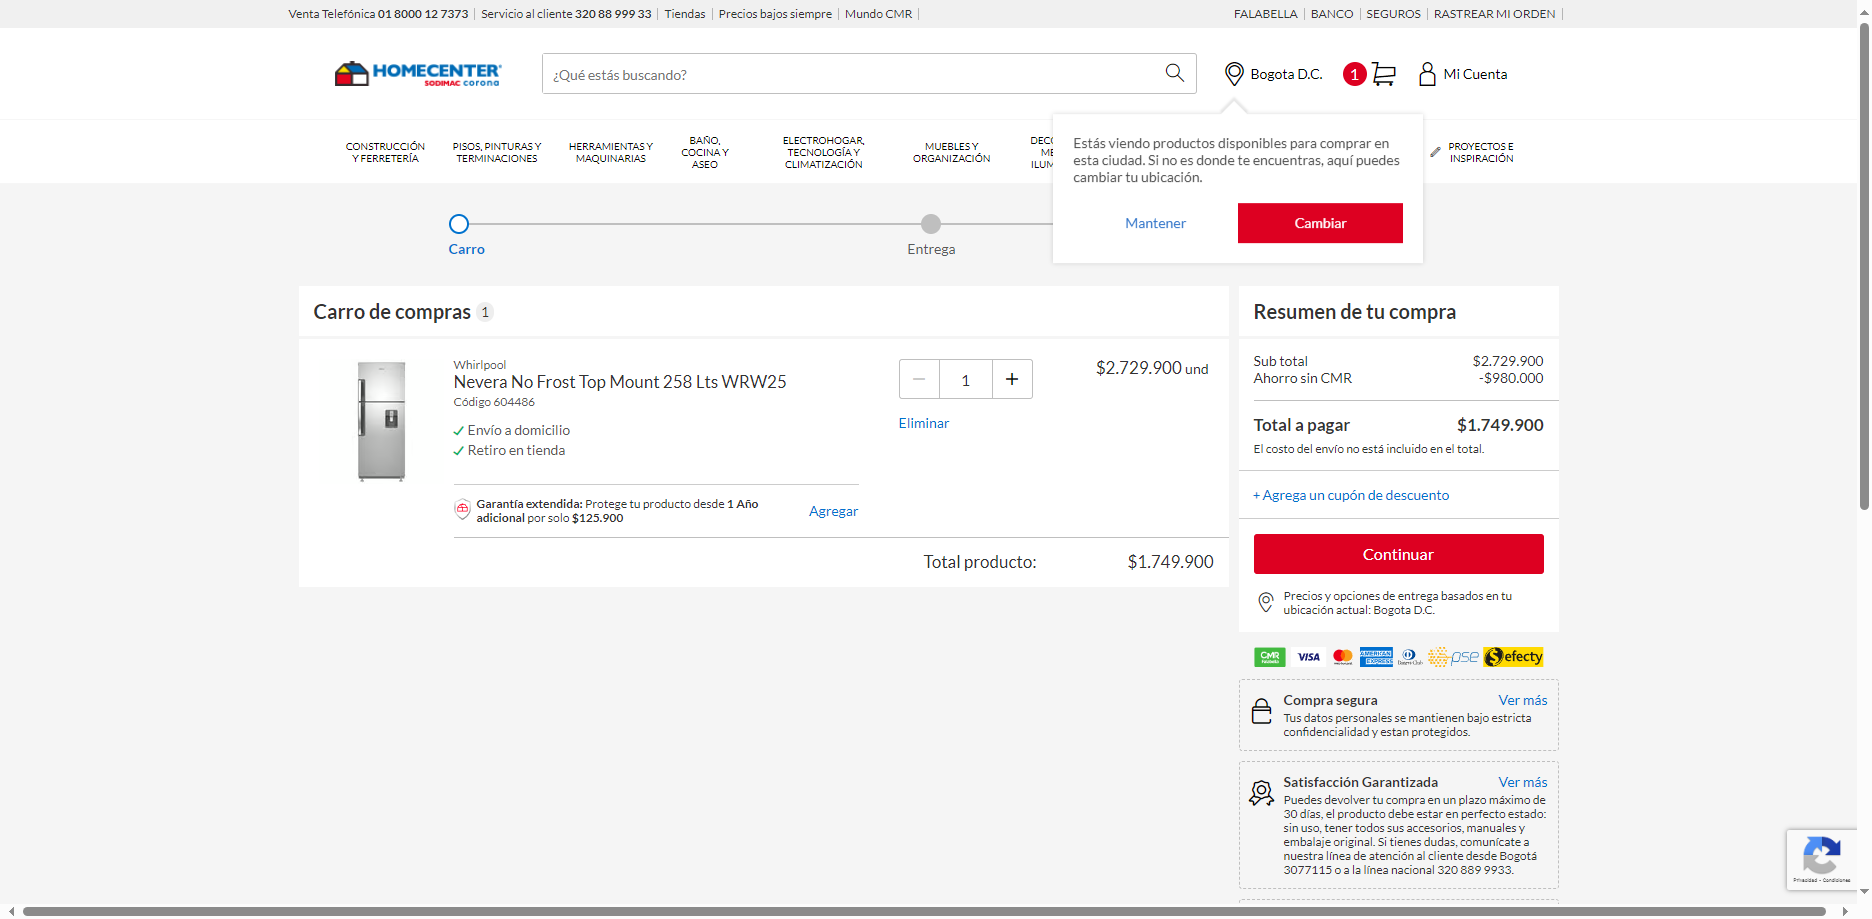 Venta Telefónica 01 8000 12 7373 Servicio al cliente 320 88 999 33 Tiendas Precios bajos siempre Mundo CMR FALABELLA BANCO SEGUROS RASTREAR MI ORDEN
HOMECENTER
SODIMAC corona
¿Qué estás buscando?
Bogota D.C.
1
Mi Cuenta
CONSTRUCCIÓN
Y FERRETERÍA
PISOS, PINTURAS Y
TERMINACIONES
HERRAMIENTAS Y
MAQUINARIAS
BAÑO,
COCINA Y
ASEO
ELECTROHOGAR,
TECNOLOGÍA Y
CLIMATIZACIÓN
MUEBLES Y
ORGANIZACIÓN
PROYECTOS E
INSPIRACIÓN
Estás viendo productos disponibles para comprar en
esta ciudad. Si no es donde te encuentras, aquí puedes
cambiar tu ubicación.
Mantener
Cambiar
Carro
Entrega
Carro de compras 1
Whirlpool
Nevera No Frost Top Mount 258 Lts WRW25
Código 604486
Envío a domicilio
Retiro en tienda
1
Eliminar
$2.729.900 und
Garantía extendida: Protege tu producto desde 1 Año
adicional por solo $125.900
Agregar
Total producto: $1.749.900
Resumen de tu compra
Sub total $2.729.900
Ahorro sin CMR -$980.000
Total a pagar $1.749.900
El costo del envío no está incluido en el total.
+ Agrega un cupón de descuento
Continuar
Precios y opciones de entrega basados en tu
ubicación actual: Bogota D.C.
CMR VISA AMERICAN EXPRESS pse efecty
Compra segura Ver más
Tus datos personales se mantienen bajo estricta
confidencialidad y estan protegidos.
Satisfacción Garantizada Ver más
Puedes devolver tu compra en un plazo máximo de
30 días, el producto debe estar en perfecto estado:
sin uso, tener todos sus accesorios, manuales y
embalaje original. Si tienes dudas, comunícate a
nuestra línea de atención al cliente desde Bogotá
3077115 o a la línea nacional 320 889 9933.
Privacidad - Condiciones